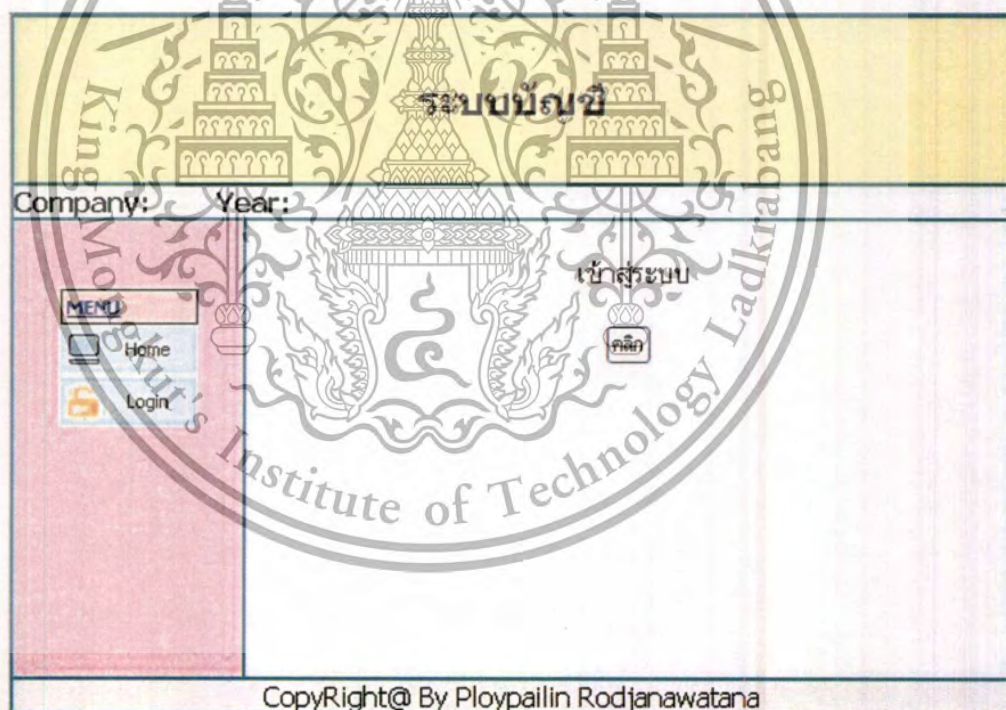 ระบบบัญชี
Company: Year:
MENU
Home
Login
เข้าสู่ระบบ
คลิก
King Mongkut's Institute of Technology Ladkrabang
CopyRight@ By Ploypailin Rodjanawatana